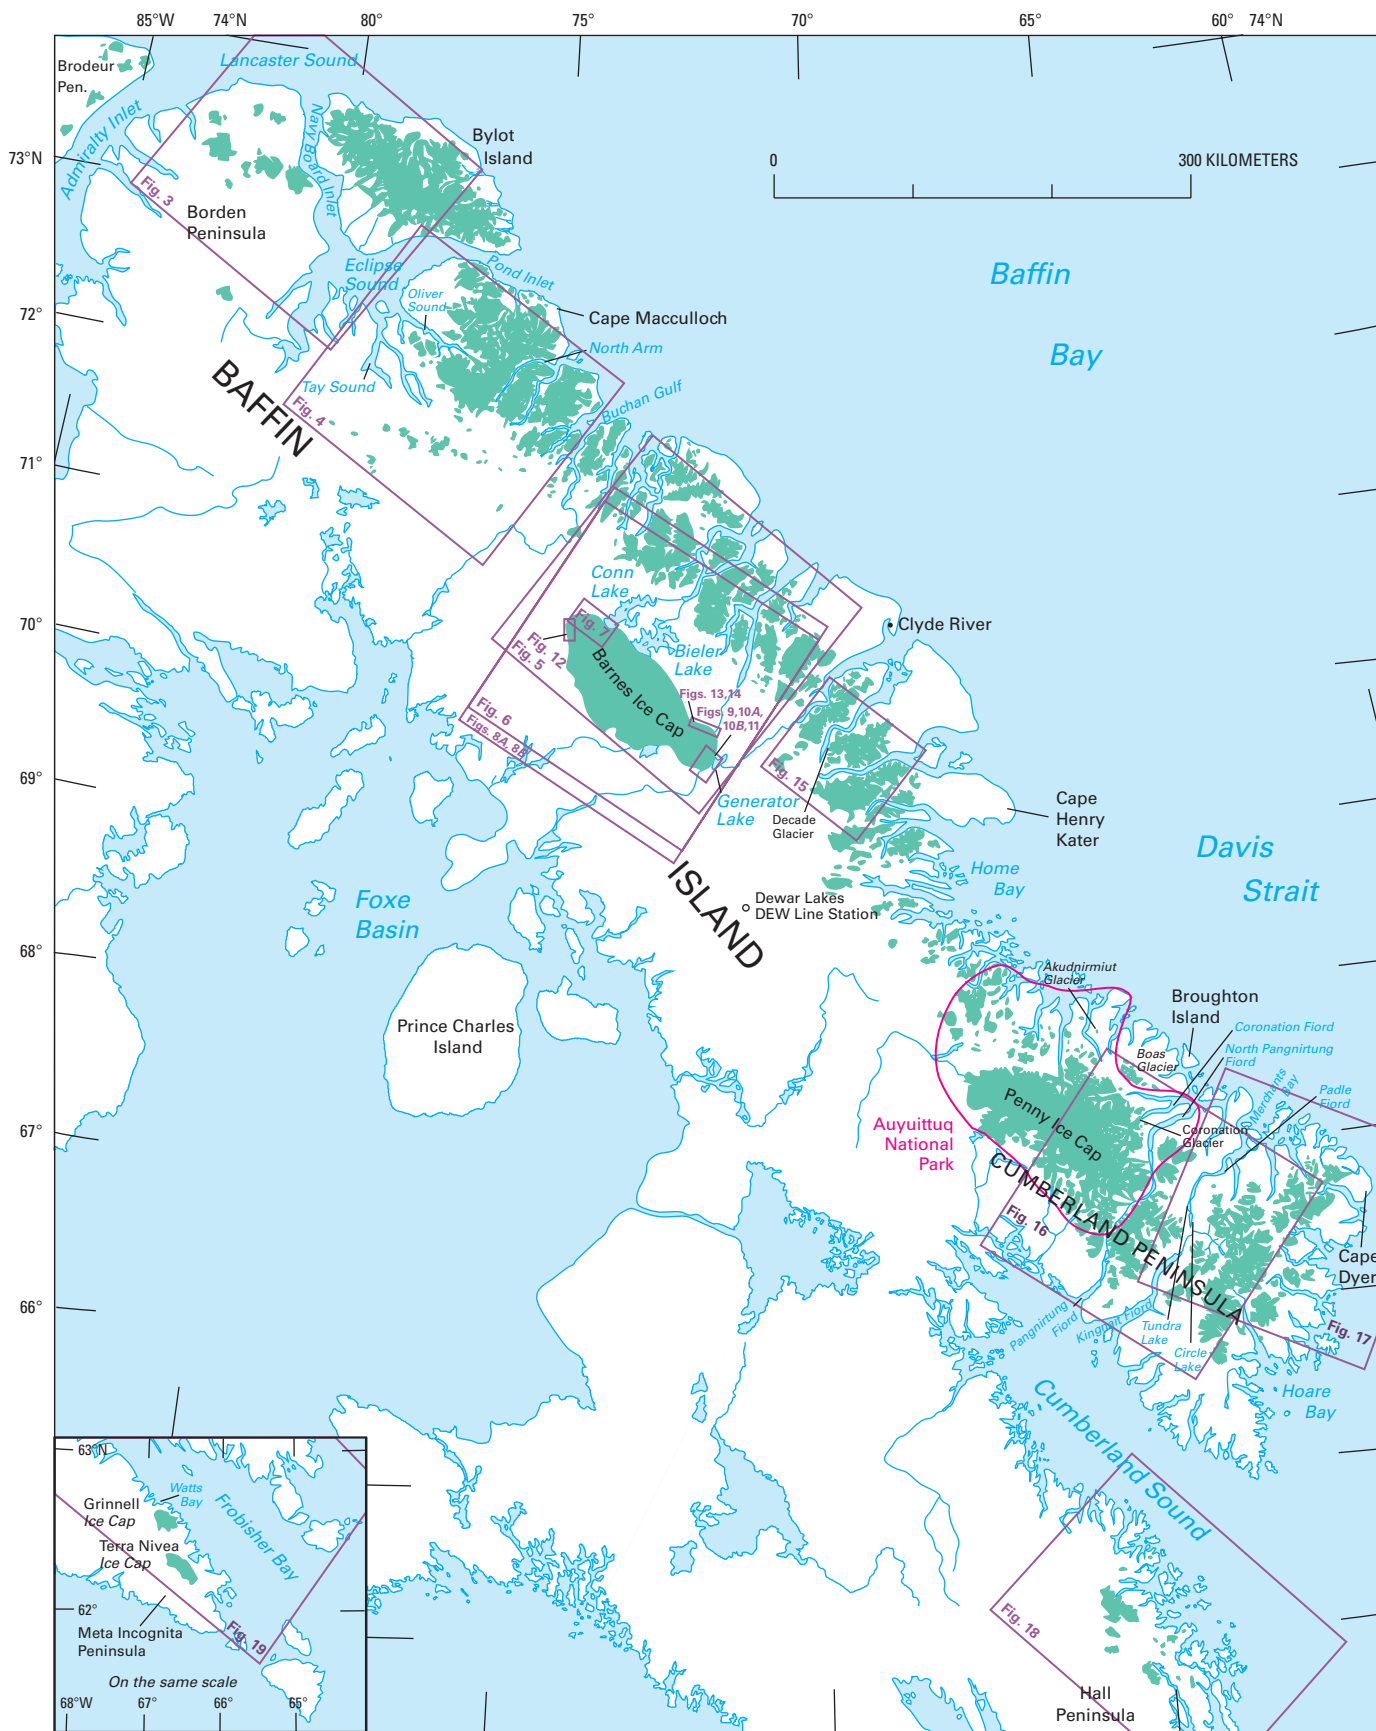 85°W
74°N
80°
75°
70°
65°
60°
74°N
Brodeur
Pen.
Lancaster Sound
Admiralty Inlet
Navy Board Inlet
Bylot
Island
73°N
0
300 KILOMETERS
Fig. 3
Borden
Peninsula
Eclipse
Sound
Pond Inlet
Oliver
Sound
Baffin
Bay
72°
Cape Macculloch
North Arm
Tay Sound
Buchan Gulf
BAFFIN
Fig. 4
71°
Conn
Lake
70°
Fig. 7
Clyde River
Fig. 12
Fig. 5
Bieler
Lake
Barnes Ice Cap
Figs. 13,14
Figs. 9,10A,
10B,11
Fig. 6
Figs. 8A, 8B
69°
Fig. 15
Generator
Lake
Decade
Glacier
Cape
Henry
Kater
Davis
Strait
ISLAND
Home
Bay
Foxe
Basin
Dewar Lakes
DEW Line Station
68°
Akudnirmiut
Glacier
Broughton
Island
Prince Charles
Island
Coronation Fiord
North Pangnirtung
Fiord
Boas
Glacier
Merchants
Bay
Padle
Fiord
Penny Ice Cap
67°
Auyuittuq
National
Park
Coronation
Glacier
CUMBERLAND PENINSULA
Fig. 16
Cape
Dyer
66°
Pangnirtung
Fiord
Kingnait Fiord
Tundra
Lake
Circle
Lake
Fig. 17
Hoare
Bay
Cumberland Sound
63°N
Watts
Bay
Grinnell
Ice Cap
Frobisher Bay
Terra Nivea
Ice Cap
62°
Meta Incognita
Peninsula
Fig. 19
On the same scale
68°W
67°
66°
65°
Fig. 18
Hall
Peninsula